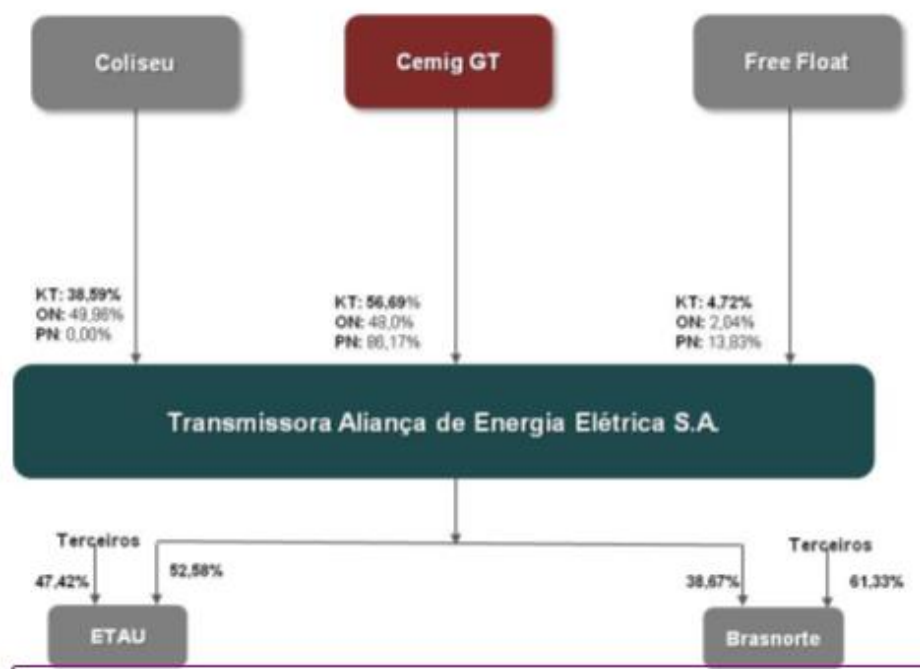 Coliseu
Cemig GT
Free Float
KT: 38,59%
ON: 49,96%
PN: 0,00%
KT: 56,69%
ON: 48,0%
PN: 86,17%
KT: 4,72%
ON: 2,04%
PN: 13,83%
Transmissora Aliança de Energia Elétrica S.A.
Terceiros
47,42%
52,58%
38,67%
Terceiros
61,33%
ETAU
Brasnorte